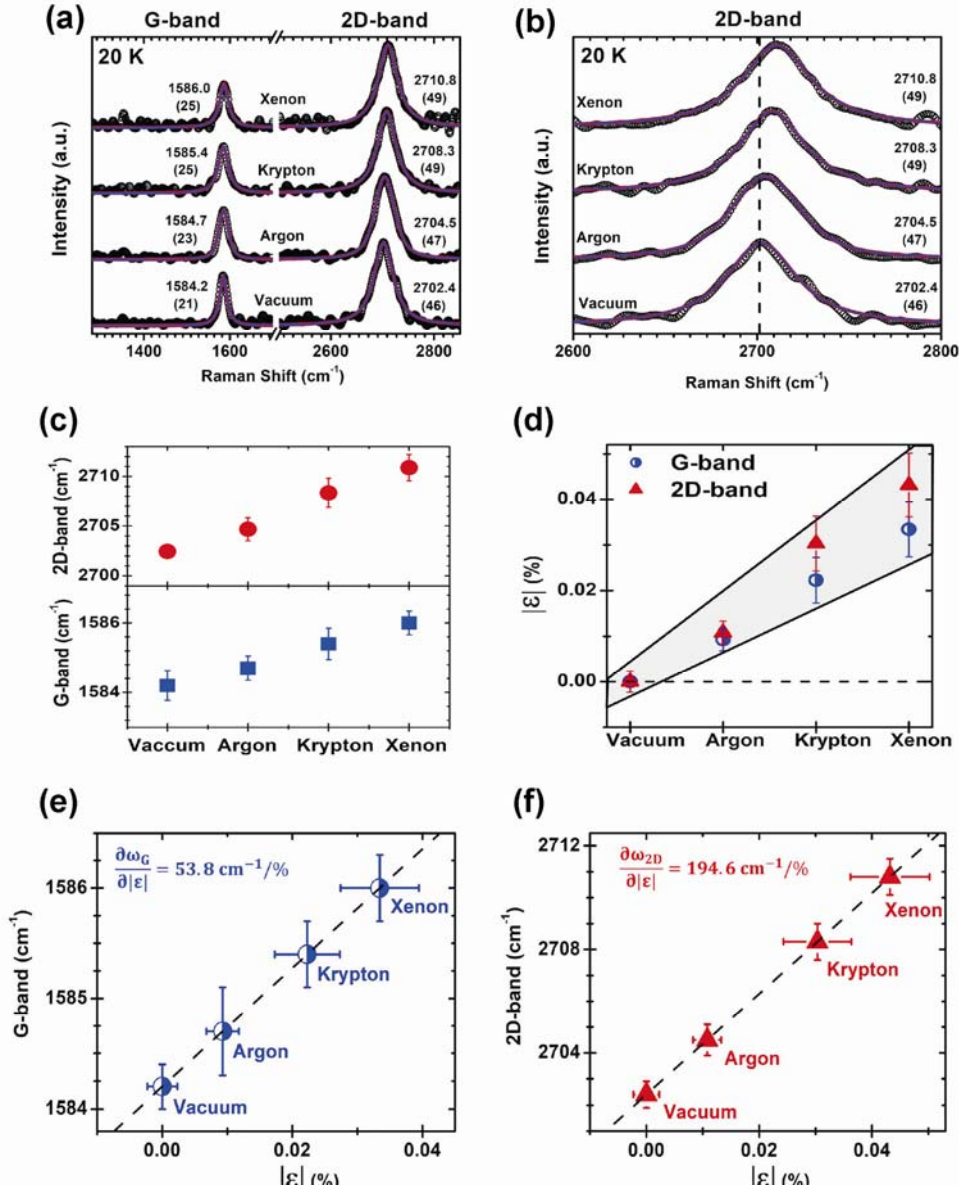 (a)
G-band
2D-band
20 K
1586.0
(25)
Xenon
2710.8
(49)
1585.4
(25)
Krypton
2708.3
(49)
1584.7
(23)
Argon
2704.5
(47)
1584.2
(21)
Vacuum
2702.4
(46)
Intensity (a.u.)
1400 1600 2600 2800
Raman Shift (cm⁻¹)
(b)
2D-band
20 K
Xenon
2710.8
(49)
Krypton
2708.3
(49)
Argon
2704.5
(47)
Vacuum
2702.4
(46)
Intensity (a.u.)
2600 2700 2800
Raman Shift (cm⁻¹)
(c)
2D-band (cm⁻¹)
2710
2705
2700
G-band (cm⁻¹)
1586
1584
Vaccum Argon Krypton Xenon
(d)
G-band
2D-band
|ε| (%)
0.04
0.02
0.00
Vacuum Argon Krypton Xenon
(e)
∂ω_G/∂|ε| = 53.8 cm⁻¹/%
G-band (cm⁻¹)
1586
1585
1584
Xenon
Krypton
Argon
Vacuum
0.00 0.02 0.04
|ε| (%)
(f)
∂ω_2D/∂|ε| = 194.6 cm⁻¹/%
2D-band (cm⁻¹)
2712
2708
2704
Xenon
Krypton
Argon
Vacuum
0.00 0.02 0.04
|ε| (%)